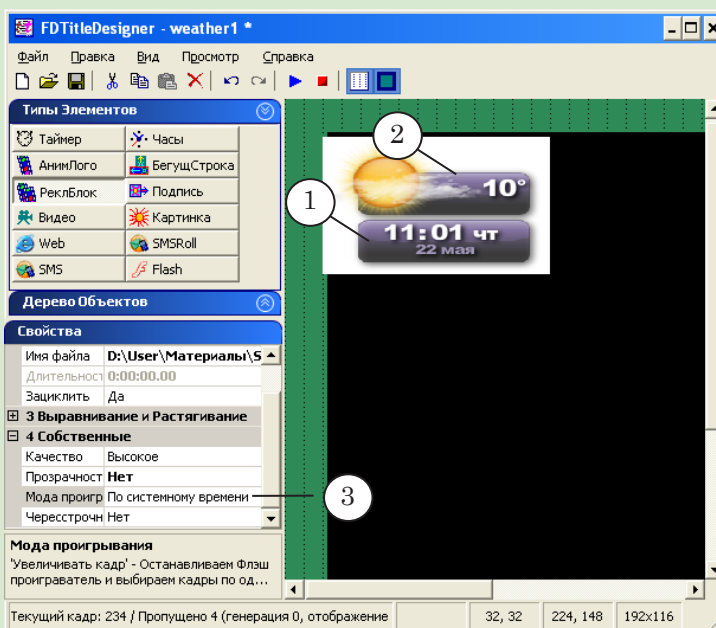 FDTitleDesigner - weather1 *
Файл Правка Вид Просмотр Справка
Типы Элементов
Таймер Часы
АнимЛого БегущСтрока
РеклБлок Подпись
Видео Картинка
Web SMSRoll
SMS Flash
Дерево Объектов
Свойства
Имя файла D:\User\Материалы\S
Длительност 0:00:00.00
Зациклить Да
3 Выравнивание и Растягивание
4 Собственные
Качество Высокое
Прозрачност Нет
Мода проигр По системному времени
Чересстрочн Нет
Мода проигрывания
'Увеличивать кадр' - Останавливаем Флэш
проигрыватель и выбираем кадры по од...
2
10°
1
11:01 чт
22 мая
3
Текущий кадр: 234 / Пропущено 4 (генерация 0, отображение 32, 32 224, 148 192x116